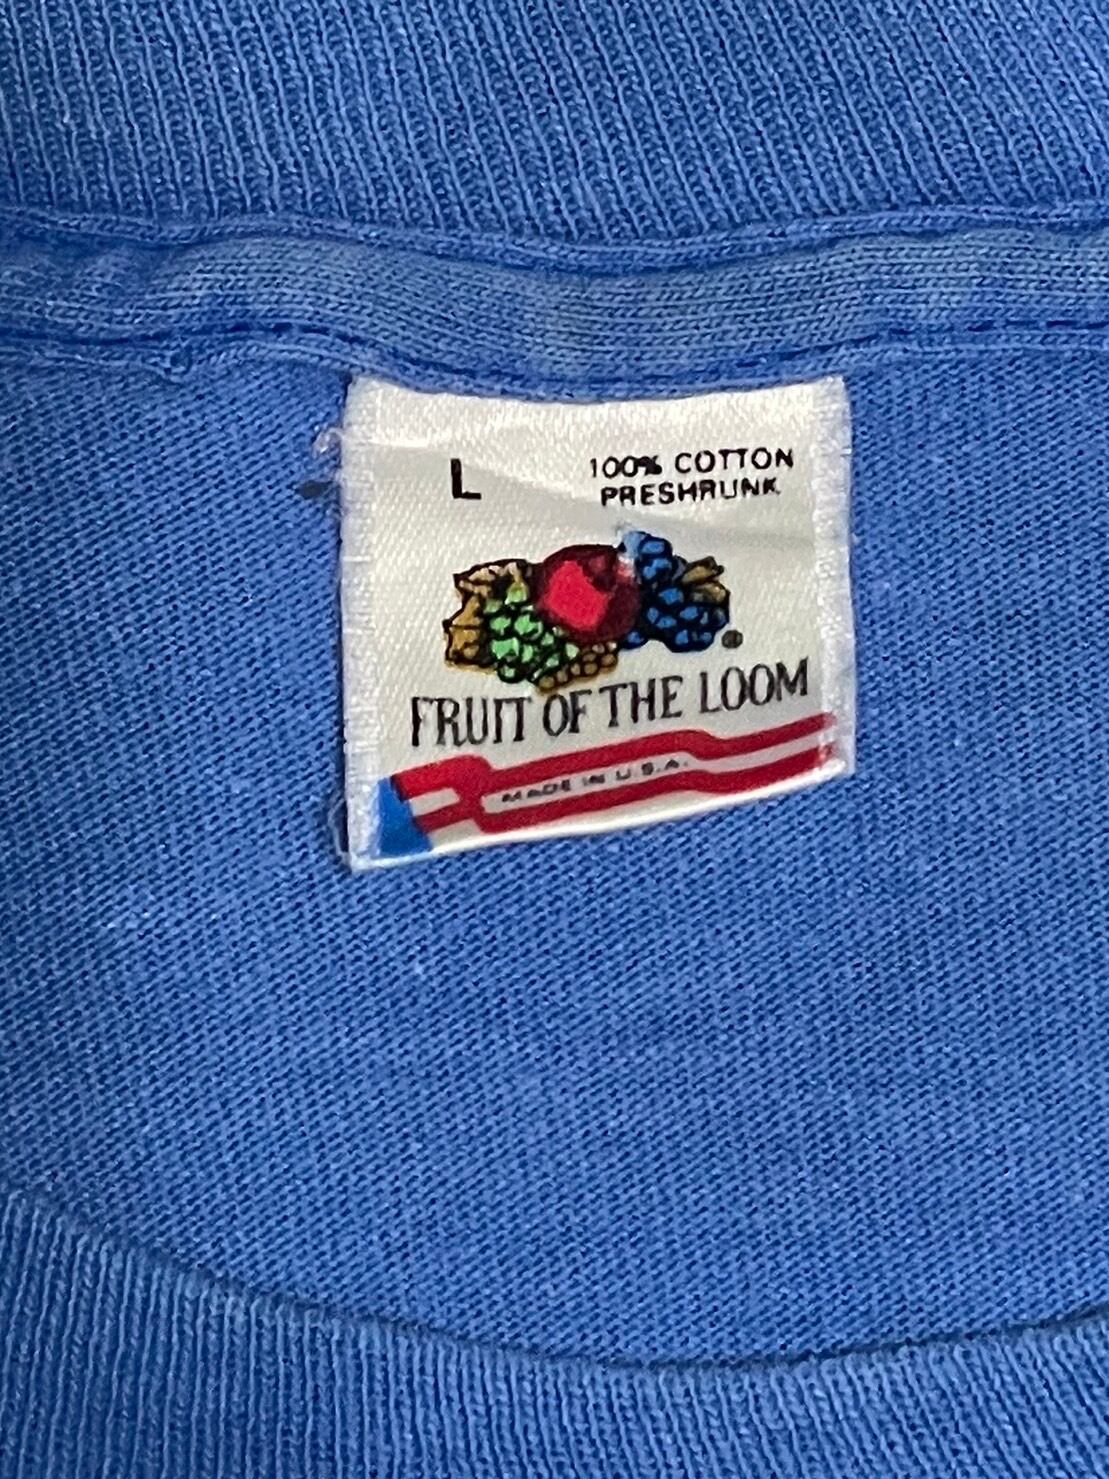 L
100% COTTON
PRESHRUNK
®
FRUIT OF THE LOOM
MADE IN U.S.A.